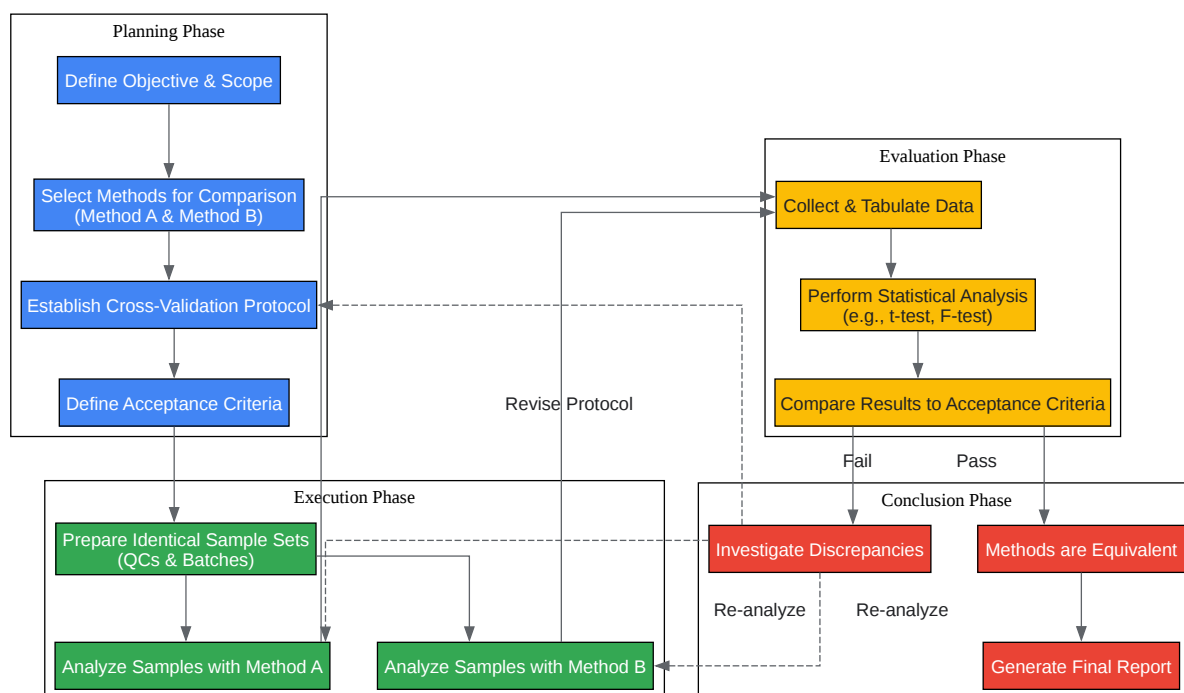 Planning Phase
Define Objective & Scope
Select Methods for Comparison
(Method A & Method B)
Establish Cross-Validation Protocol
Define Acceptance Criteria
Evaluation Phase
Collect & Tabulate Data
Perform Statistical Analysis
(e.g., t-test, F-test)
Compare Results to Acceptance Criteria
Revise Protocol
Fail
Pass
Execution Phase
Prepare Identical Sample Sets
(QCs & Batches)
Analyze Samples with Method A
Analyze Samples with Method B
Conclusion Phase
Investigate Discrepancies
Methods are Equivalent
Re-analyze
Re-analyze
Generate Final Report